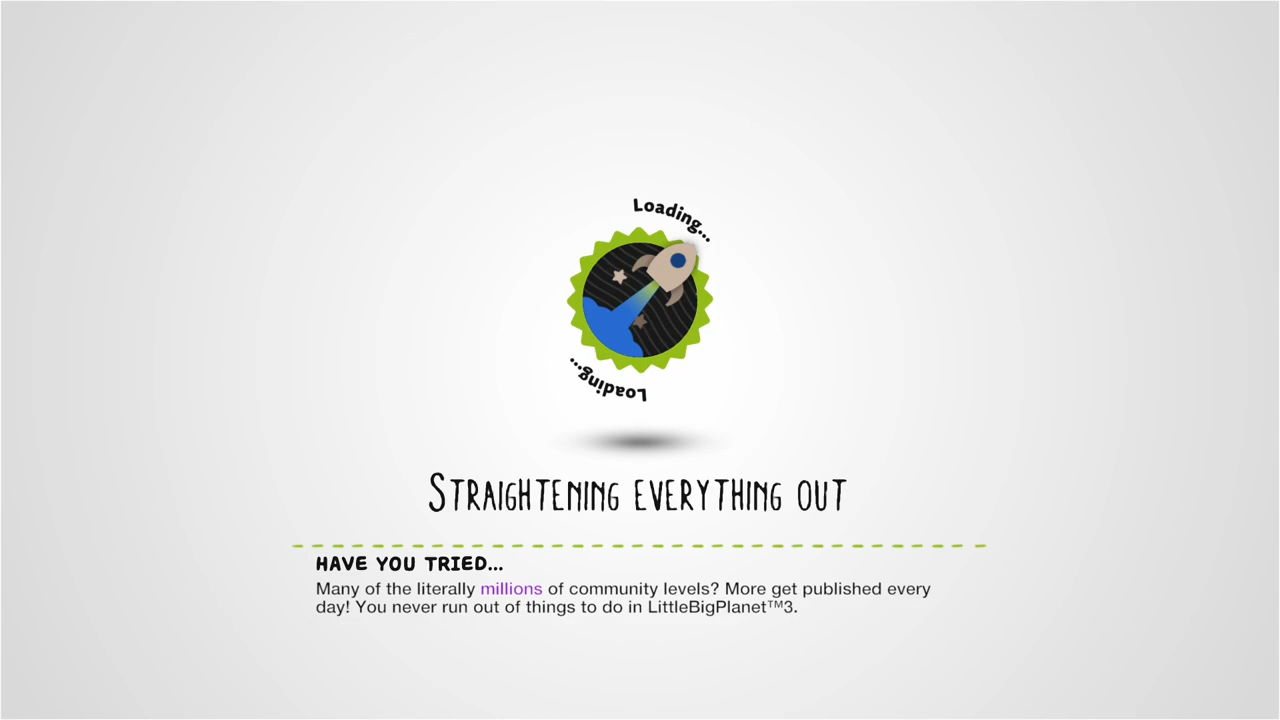 Loading...
Loading...
Straightening everything out
HAVE YOU TRIED...
Many of the literally millions of community levels? More get published every
day! You never run out of things to do in LittleBigPlanet™3.